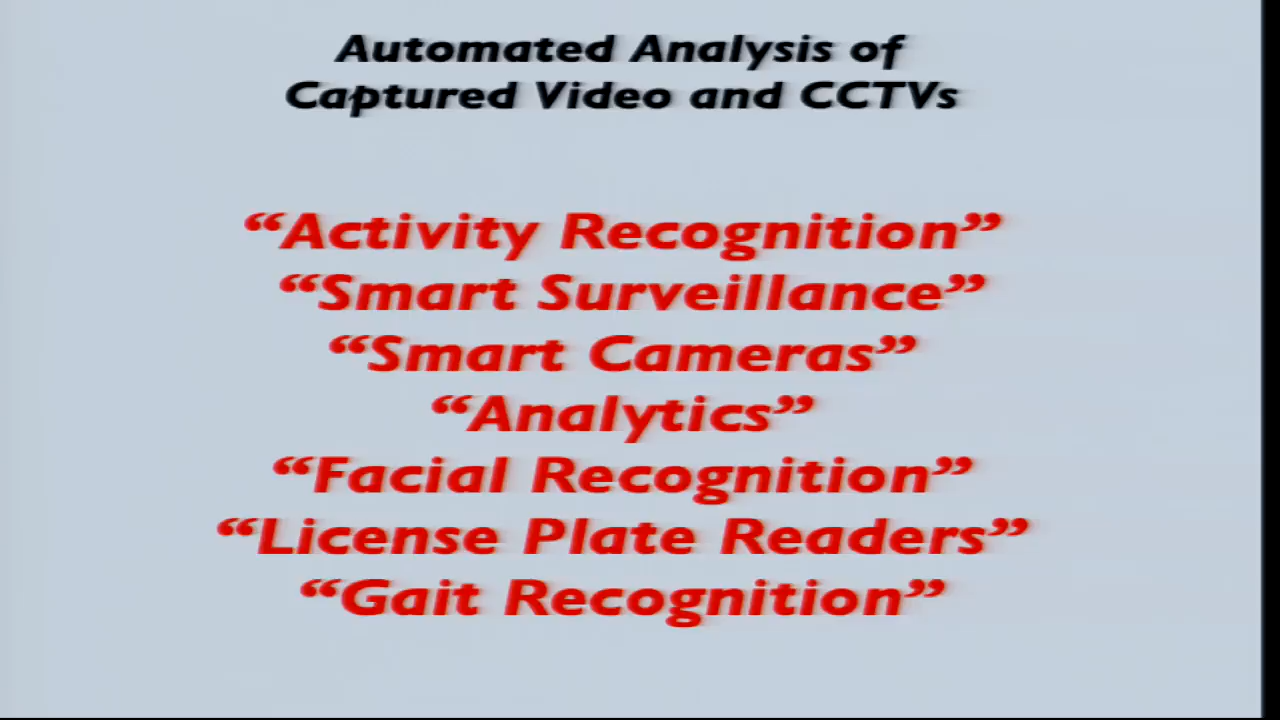 Automated Analysis of
Captured Video and CCTVs
“Activity Recognition”
“Smart Surveillance”
“Smart Cameras”
“Analytics”
“Facial Recognition”
“License Plate Readers”
“Gait Recognition”